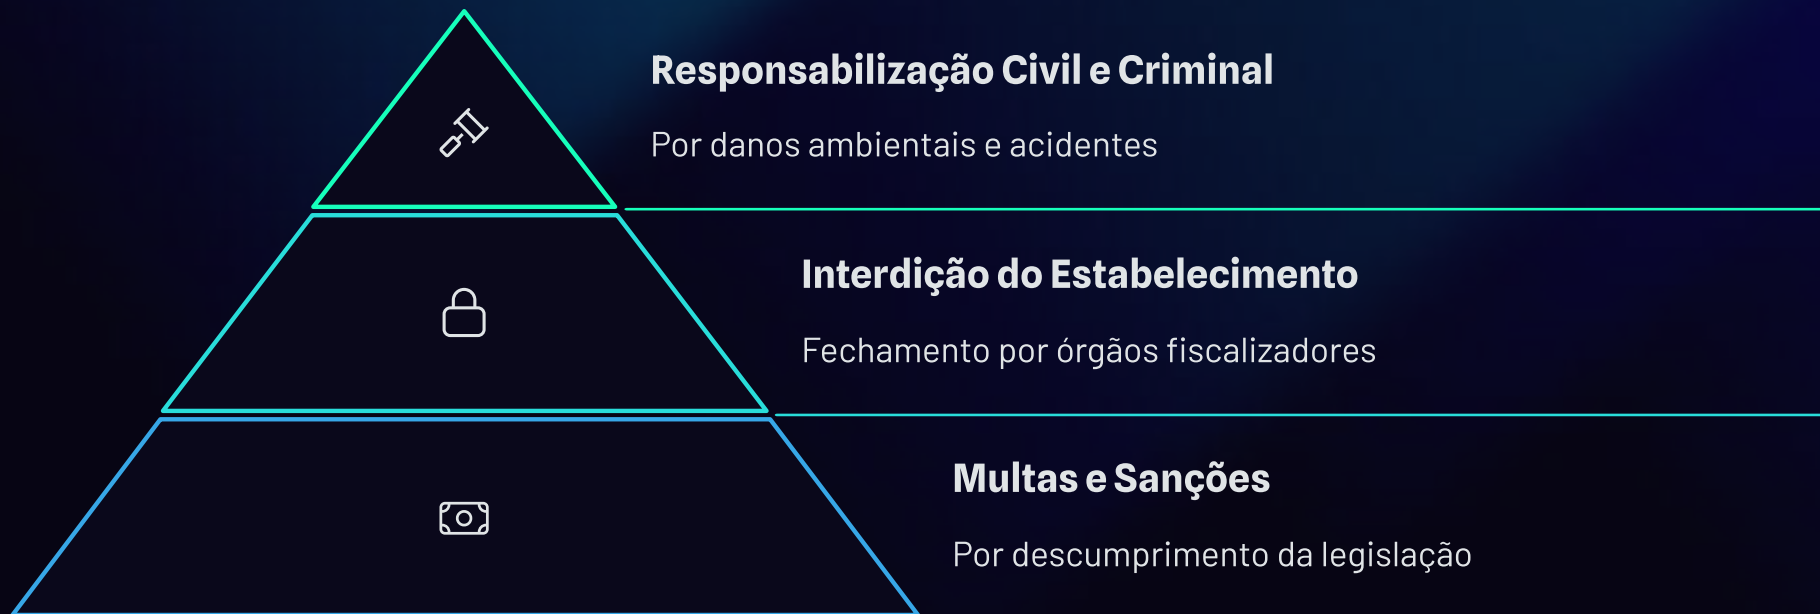 Responsabilização Civil e Criminal
Por danos ambientais e acidentes
Interdição do Estabelecimento
Fechamento por órgãos fiscalizadores
Multas e Sanções
Por descumprimento da legislação